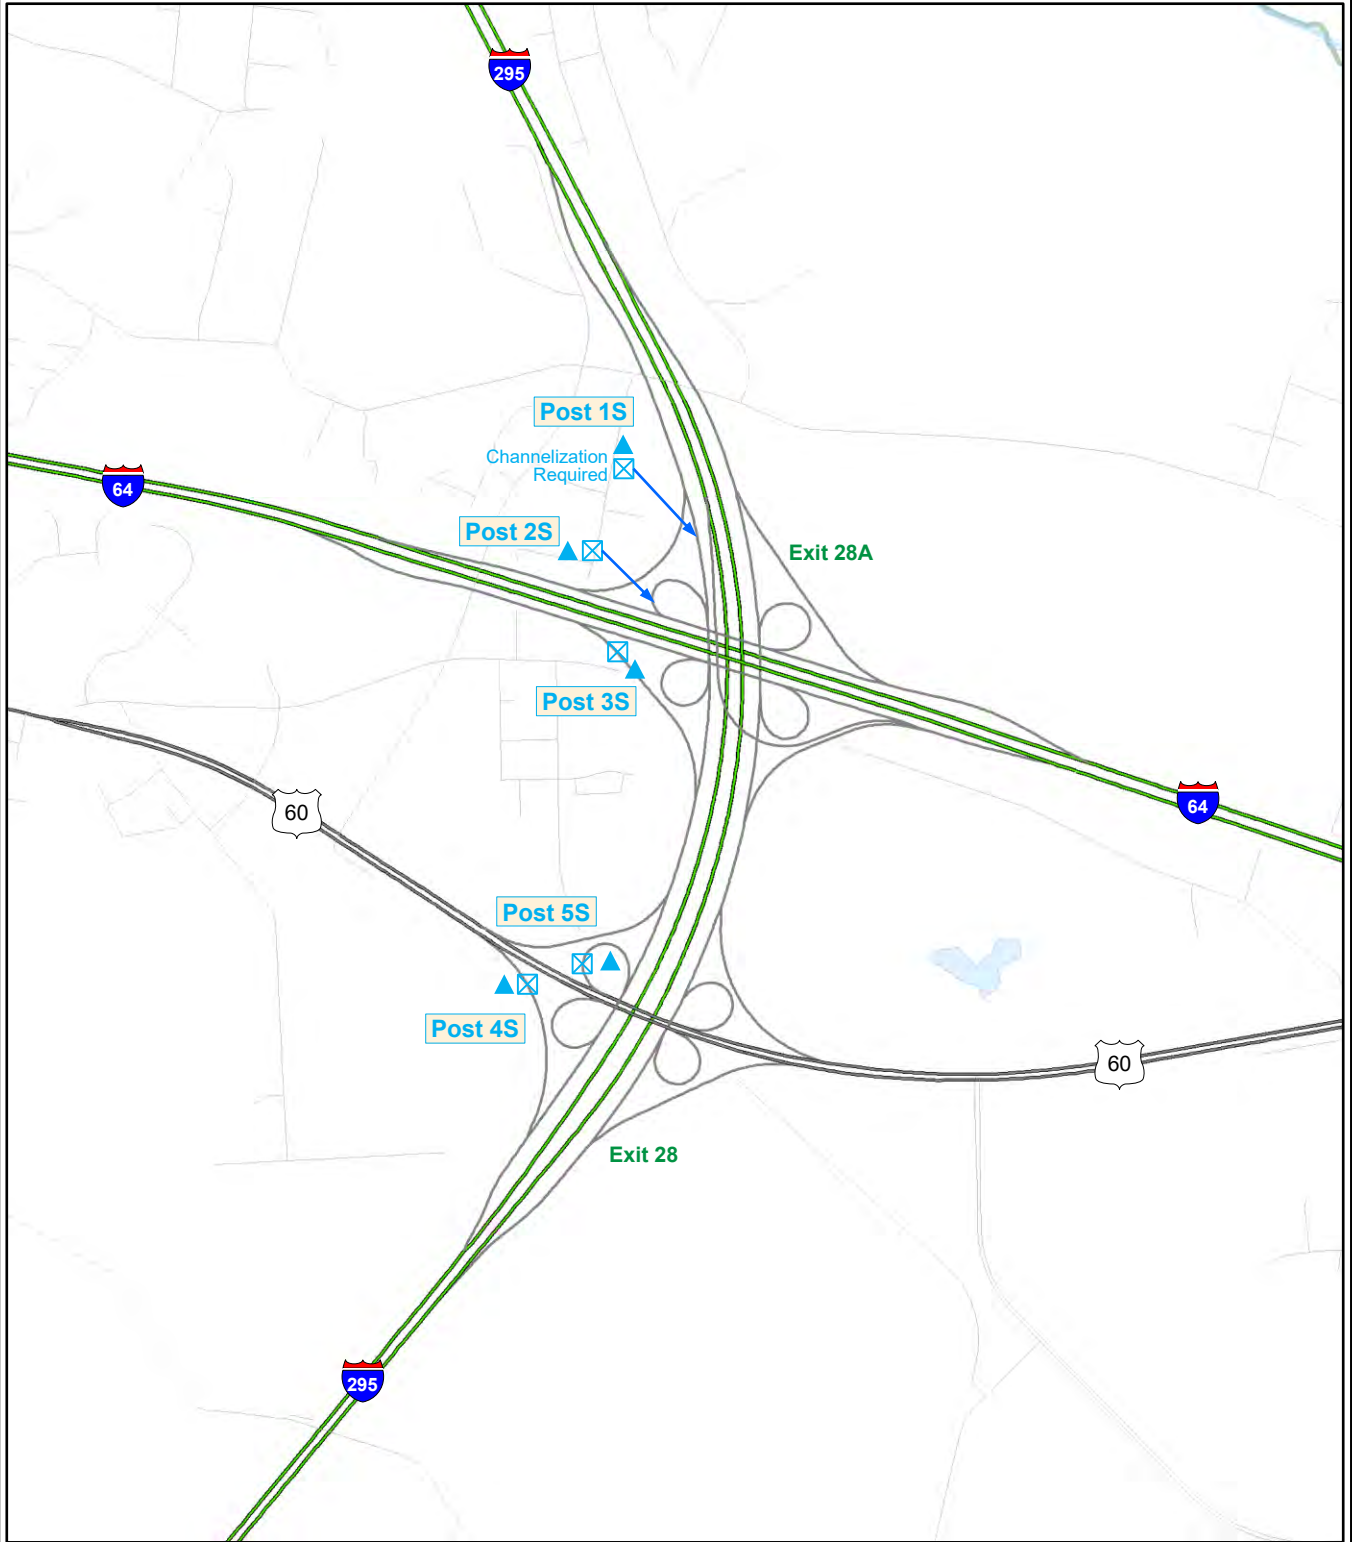 295
Post 1S
Channelization
Required
64
Post 2S
Exit 28A
Post 3S
60
64
Post 5S
Post 4S
60
Exit 28
295